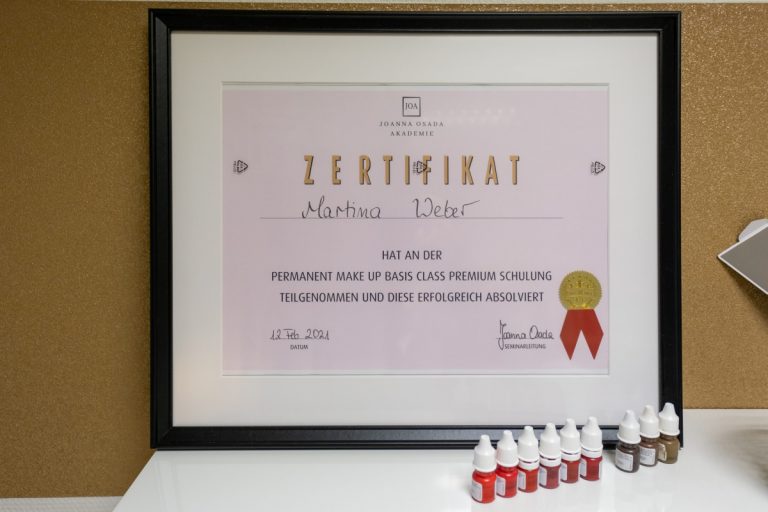 JOA
JOANNA OSADA
AKADEMIE
ZERTIFIKAT
Martina Weber
HAT AN DER
PERMANENT MAKE UP BASIS CLASS PREMIUM SCHULUNG
TEILGENOMMEN UND DIESE ERFOLGREICH ABSOLVIERT
12 Feb 2021
DATUM
Joanna Osada
SEMINARLEITUNG